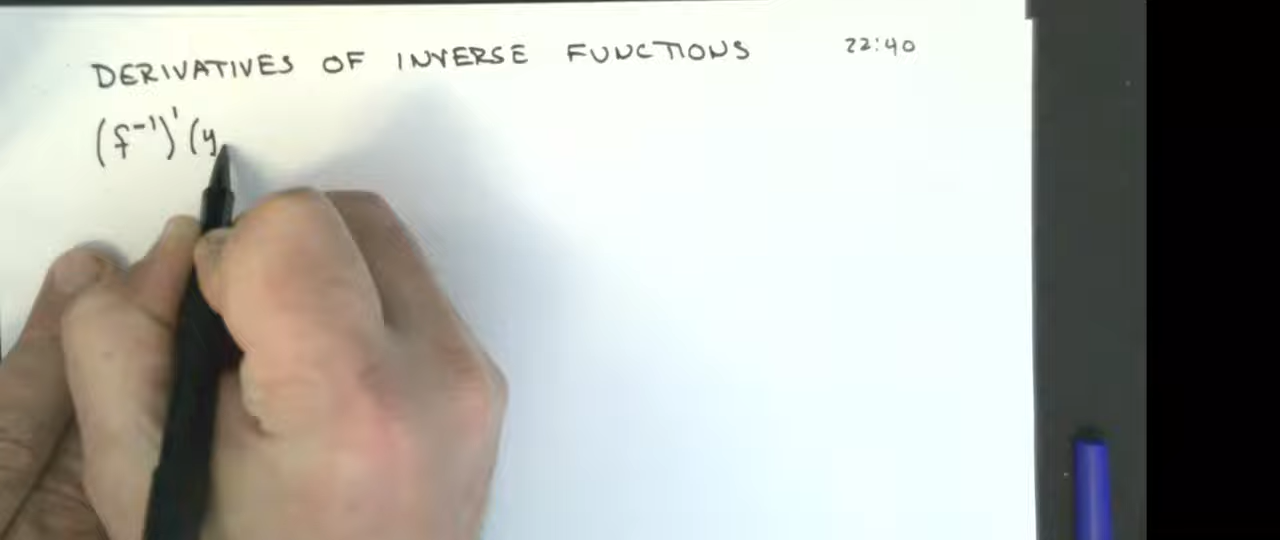 DERIVATIVES OF INVERSE FUNCTIONS 22:40
(f⁻¹)'(y